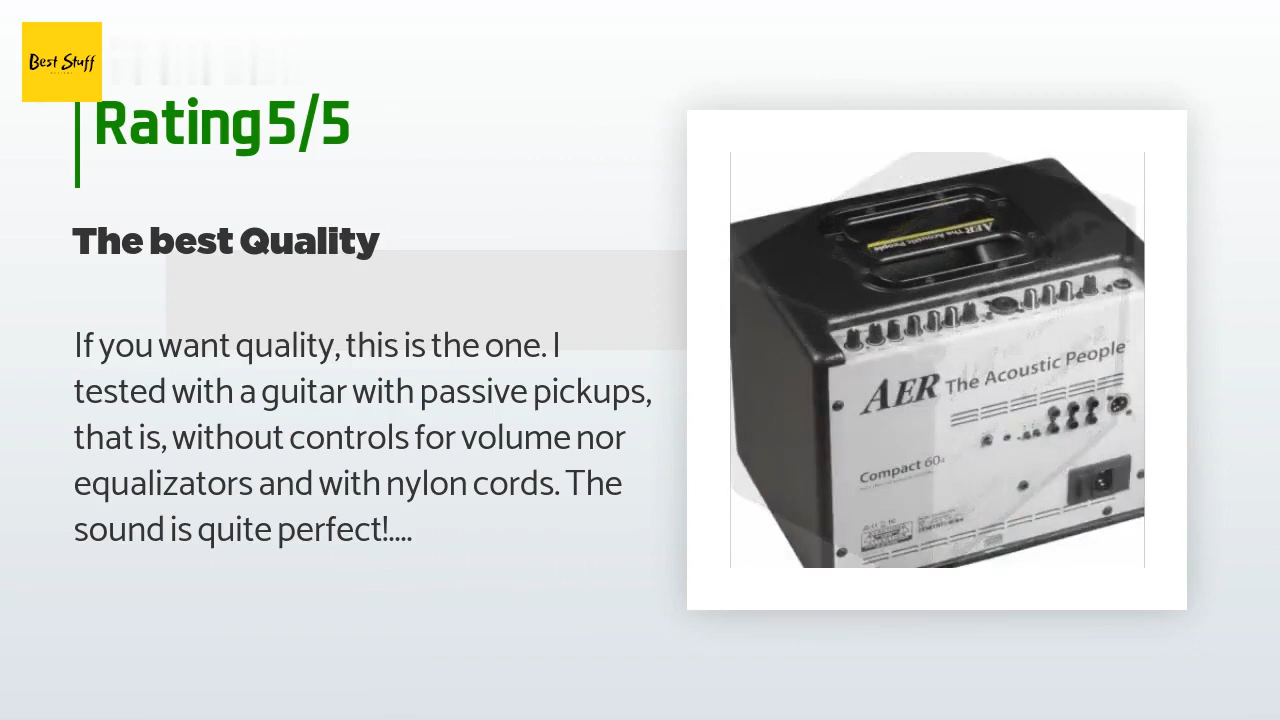 Best Stuff
Rating 5/5
The best Quality
If you want quality, this is the one. I
tested with a guitar with passive pickups,
that is, without controls for volume nor
equalizators and with nylon cords. The
sound is quite perfect!....
AER The Acoustic People
AER The Acoustic People
Compact 60